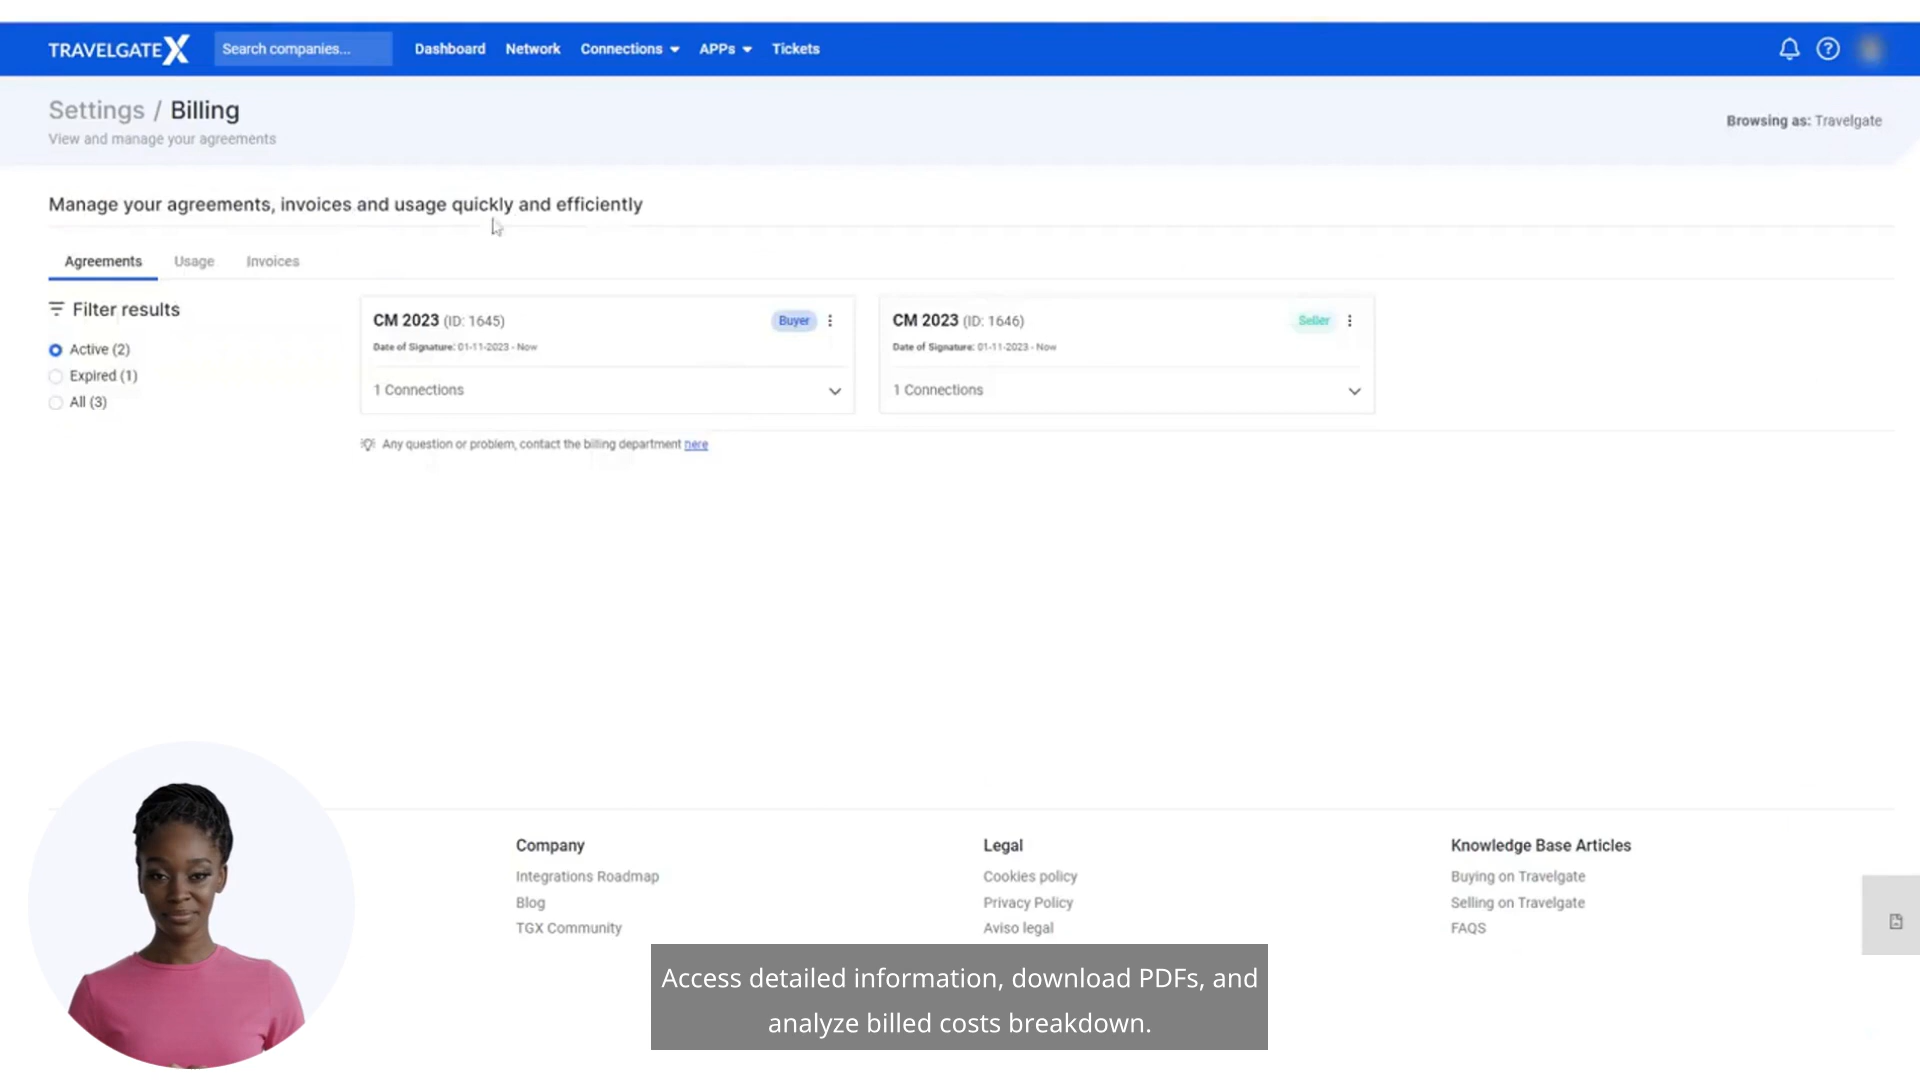 TRAVELGATEX
Search companies...
Dashboard
Network
Connections
APPs
Tickets
Settings / Billing
View and manage your agreements
Browsing as: Travelgate
Manage your agreements, invoices and usage quickly and efficiently
Agreements
Usage
Invoices
Filter results
Active (2)
Expired (1)
All (3)
CM 2023 (ID: 1645)
Buyer
Date of Signature: 01-11-2023 - Now
1 Connections
CM 2023 (ID: 1646)
Seller
Date of Signature: 01-11-2023 - Now
1 Connections
Any question or problem, contact the billing department here
Company
Integrations Roadmap
Blog
TGX Community
Legal
Cookies policy
Privacy Policy
Aviso legal
Knowledge Base Articles
Buying on Travelgate
Selling on Travelgate
FAQS
Access detailed information, download PDFs, and
analyze billed costs breakdown.